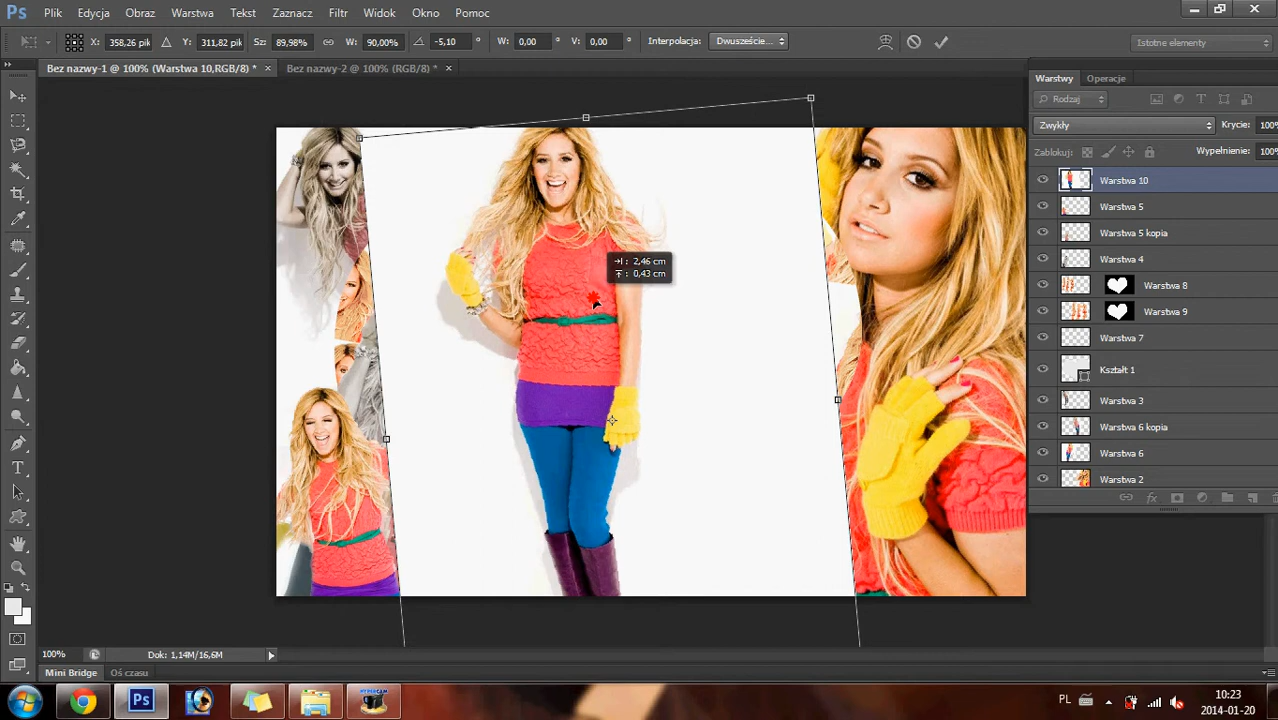 Ps Plik Edycja Obraz Warstwa Tekst Zaznacz Filtr Widok Okno Pomoc
X: 358,26 pik Y: 311,82 pik Sz: 89,98% W: 90,00% -5,10 ° W: 0,00 ° V: 0,00 ° Interpolacja: Dwuszeście... Istotne elementy
Bez nazwy-1 @ 100% (Warstwa 10,RGB/8) * × Bez nazwy-2 @ 100% (RGB/8) * ×
Warstwy Operacje
Rodzaj
Zwykły Krycie: 100%
Zablokuj: Wypełnienie: 100%
Warstwa 10
Warstwa 5
Warstwa 5 kopia
Warstwa 4
Warstwa 8
Warstwa 9
Warstwa 7
Kształt 1
Warstwa 3
Warstwa 6 kopia
Warstwa 6
Warstwa 2
: 2,46 cm
: 0,43 cm
100% Dok: 1,14M/16,6M
Mini Bridge Oś czasu
Ps HYPERCAM PL 10:23
2014-01-20